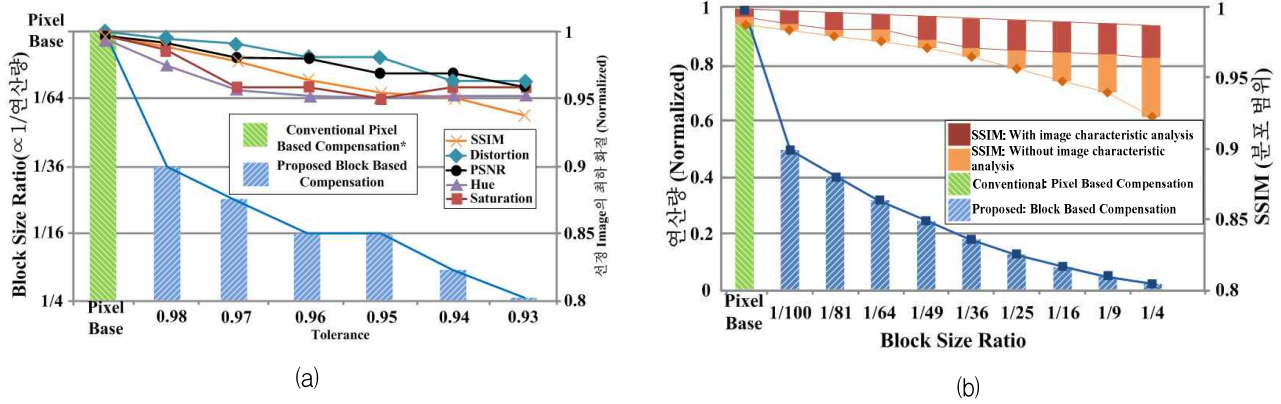 Pixel
Base
1/64
1/36
1/16
1/4
Block Size Ratio(∝1/연산량)
Conventional Pixel
Based Compensation*
Proposed Block Based
Compensation
SSIM
Distortion
PSNR
Hue
Saturation
1
0.95
0.9
0.85
0.8
선정 Image의 최하 화질 (Normalized)
Pixel
Base
0.98
0.97
0.96
0.95
0.94
0.93
Tolerance
(a)
1
0.8
0.6
0.4
0.2
0
연산량 (Normalized)
SSIM: With image characteristic analysis
SSIM: Without image characteristic
analysis
Conventional: Pixel Based Compensation
Proposed: Block Based Compensation
1
0.95
0.9
0.85
0.8
SSIM (분포 범위)
Pixel
Base
1/100
1/81
1/64
1/49
1/36
1/25
1/16
1/9
1/4
Block Size Ratio
(b)